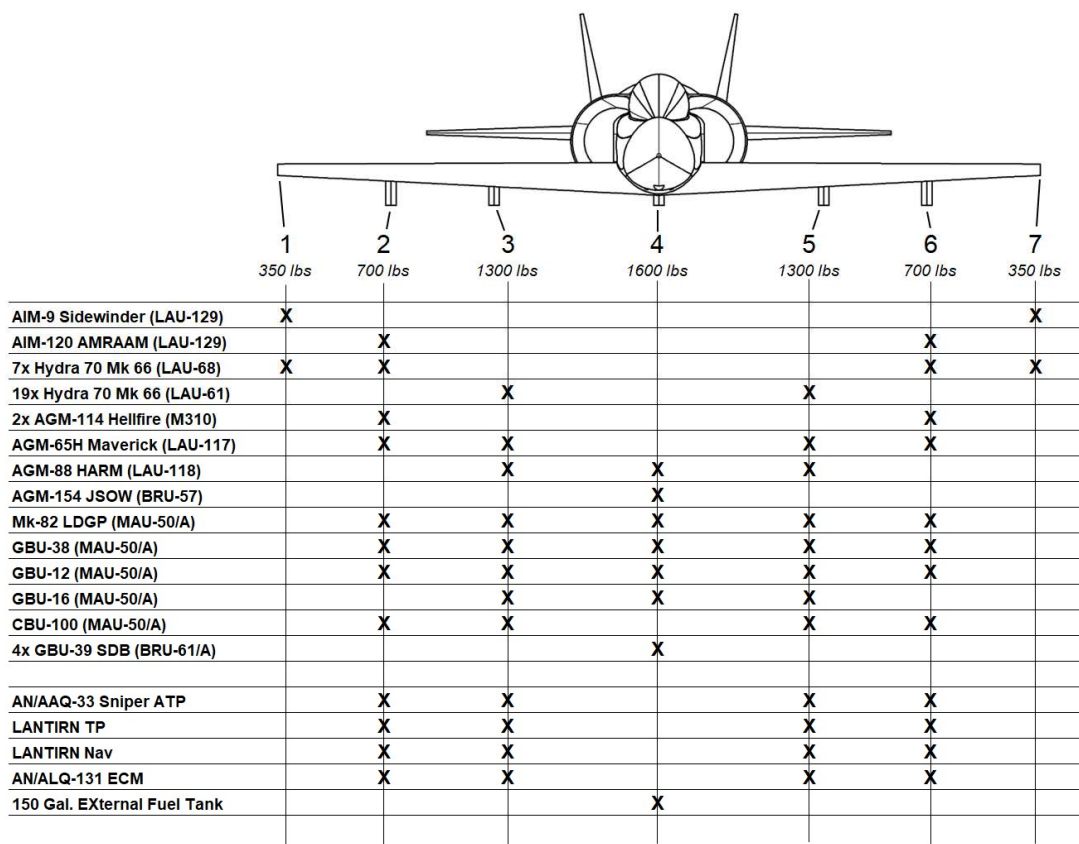 1 2 3 4 5 6 7
350 lbs 700 lbs 1300 lbs 1600 lbs 1300 lbs 700 lbs 350 lbs
AIM-9 Sidewinder (LAU-129) X X
AIM-120 AMRAAM (LAU-129) X X
7x Hydra 70 Mk 66 (LAU-68) X X X X
19x Hydra 70 Mk 66 (LAU-61) X X
2x AGM-114 Hellfire (M310) X X
AGM-65H Maverick (LAU-117) X X X X
AGM-88 HARM (LAU-118) X X X
AGM-154 JSOW (BRU-57) X
Mk-82 LDGP (MAU-50/A) X X X X X
GBU-38 (MAU-50/A) X X X X X
GBU-12 (MAU-50/A) X X X X X
GBU-16 (MAU-50/A) X X X
CBU-100 (MAU-50/A) X X X X
4x GBU-39 SDB (BRU-61/A) X
AN/AAQ-33 Sniper ATP X X X X
LANTIRN TP X X X X
LANTIRN Nav X X X X
AN/ALQ-131 ECM X X X X
150 Gal. EXternal Fuel Tank X